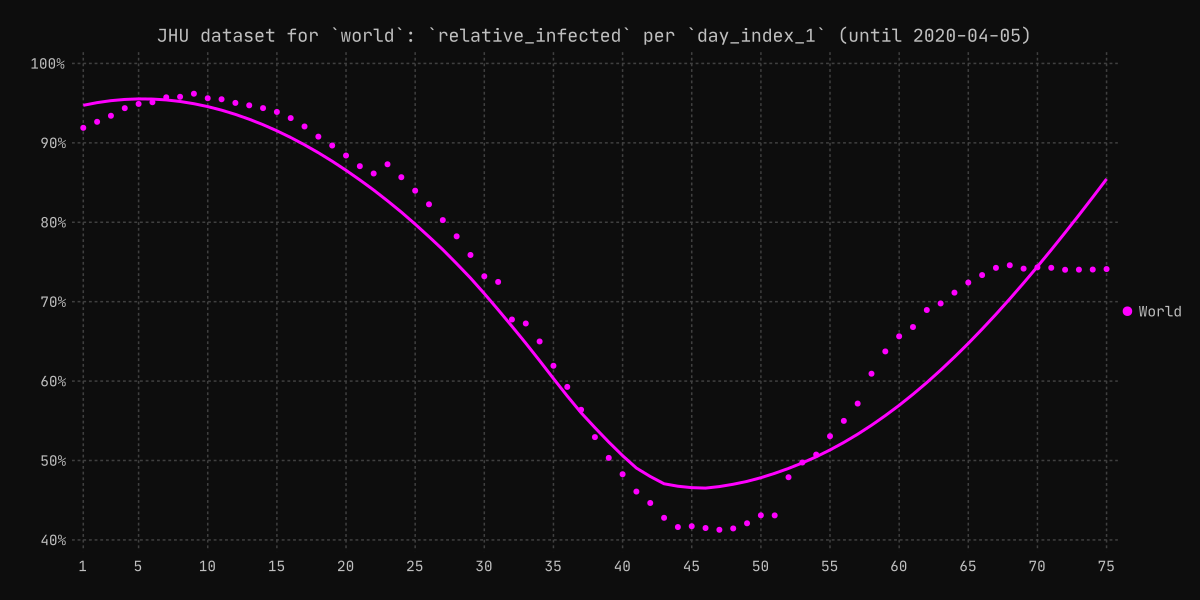 JHU dataset for `world`: `relative_infected` per `day_index_1` (until 2020-04-05)
100%
90%
80%
70%
60%
50%
40%
World
1 5 10 15 20 25 30 35 40 45 50 55 60 65 70 75